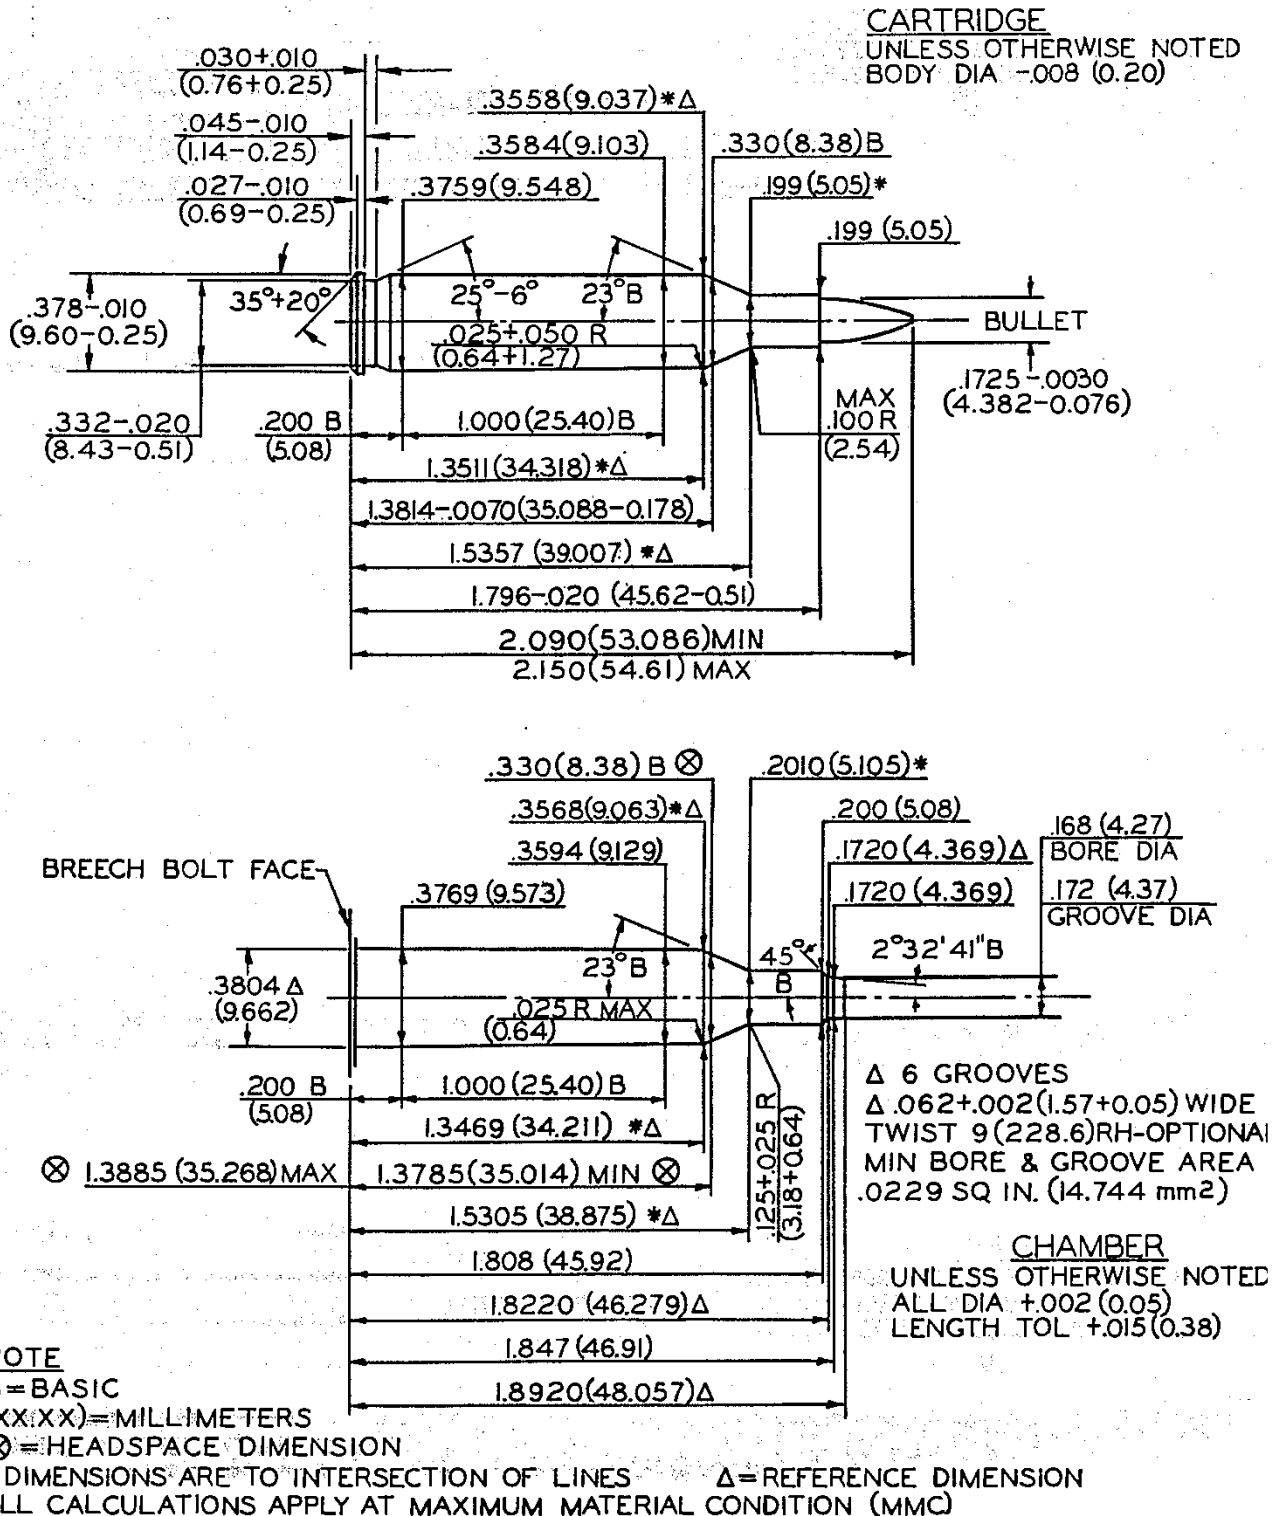 CARTRIDGE
UNLESS OTHERWISE NOTED
BODY DIA -.008 (0.20)
.030+.010
(0.76+0.25)
.3558(9.037)*Δ
.045-.010
(1.14-0.25)
.3584(9.103)
.330(8.38)B
.027-.010
(0.69-0.25)
.3759(9.548)
.199(5.05)*
.199 (5.05)
35°+20°
25°-6°
23°B
.378-.010
(9.60-0.25)
BULLET
.025+.050 R
(0.64+1.27)
.1725-.0030
(4.382-0.076)
.332-.020
(8.43-0.51)
.200 B
(5.08)
1.000(25.40)B
MAX
.100 R
(2.54)
1.3511(34.318)*Δ
1.3814-.0070(35.088-0.178)
1.5357 (39.007) *Δ
1.796-.020 (45.62-0.51)
2.090(53.086)MIN
2.150(54.61) MAX
.330(8.38) B ⊗
.2010(5.105)*
.3568(9.063)*Δ
.200 (5.08)
.168 (4.27)
BORE DIA
.3594 (9.129)
.1720(4.369)Δ
BREECH BOLT FACE
.3769 (9.573)
.1720 (4.369)
.172 (4.37)
GROOVE DIA
23°B
45°
B
2°32'41"B
.3804 Δ
(9.662)
.025 R MAX
(0.64)
.200 B
(5.08)
1.000(25.40)B
.125+.025 R
(3.18+0.64)
Δ 6 GROOVES
Δ .062+.002(1.57+0.05) WIDE
TWIST 9(228.6)RH-OPTIONA
MIN BORE & GROOVE AREA
.0229 SQ IN. (14.744 mm2)
1.3469 (34.211) *Δ
⊗ 1.3885 (35.268)MAX
1.3785(35.014) MIN ⊗
1.5305 (38.875) *Δ
1.808 (45.92)
1.8220 (46.279)Δ
1.847 (46.91)
1.8920(48.057)Δ
CHAMBER
UNLESS OTHERWISE NOTED
ALL DIA +.002 (0.05)
LENGTH TOL +.015(0.38)
OTE
=BASIC
XX.XX)=MILLIMETERS
⊗=HEADSPACE DIMENSION
DIMENSIONS ARE TO INTERSECTION OF LINES Δ=REFERENCE DIMENSION
LL CALCULATIONS APPLY AT MAXIMUM MATERIAL CONDITION (MMC)